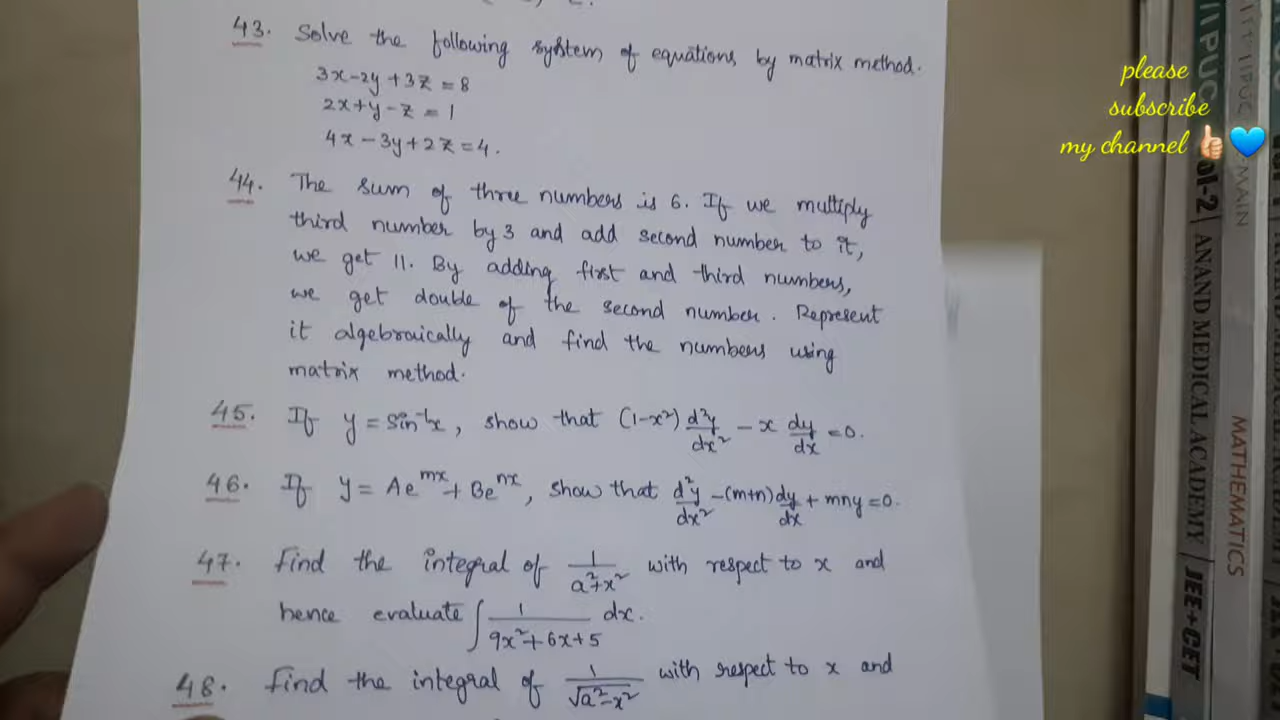 43. Solve the following system of equations by matrix method.
3x-2y+3z = 8
2x+y-z = 1
4x-3y+2z=4.
44. The sum of three numbers is 6. If we multiply
third number by 3 and add second number to it,
we get 11. By adding first and third numbers,
we get double of the second number. Represent
it algebraically and find the numbers using
matrix method.
45. If y = sin⁻¹x, show that (1-x²) d²y/dx² - x dy/dx =0.
46. If y = Ae^mx + Be^nx, show that d²y/dx² -(m+n)dy/dx + mny=0.
47. Find the integral of 1/a²+x² with respect to x and
hence evaluate ∫ 1/9x²+6x+5 dx.
48. Find the integral of 1/√a²-x² with respect to x and
please
subscribe
my channel 👍🏻💙
ANAND MEDICAL ACADEMY
JEE+CET
MATHEMATICS